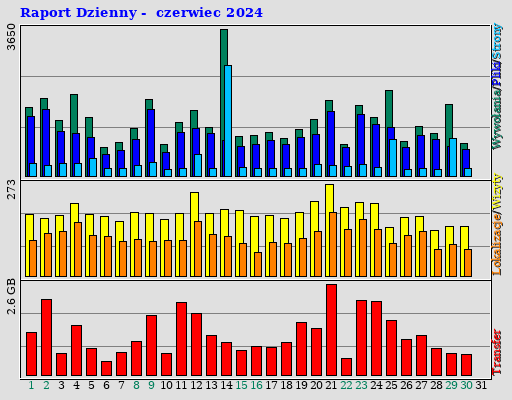 Raport Dzienny - czerwiec 2024
3650
Wywołania/Pliki/Strony
273
Lokalizacje/Wizyty
2.6 GB
Transfer
1 2 3 4 5 6 7 8 9 10 11 12 13 14 15 16 17 18 19 20 21 22 23 24 25 26 27 28 29 30 31